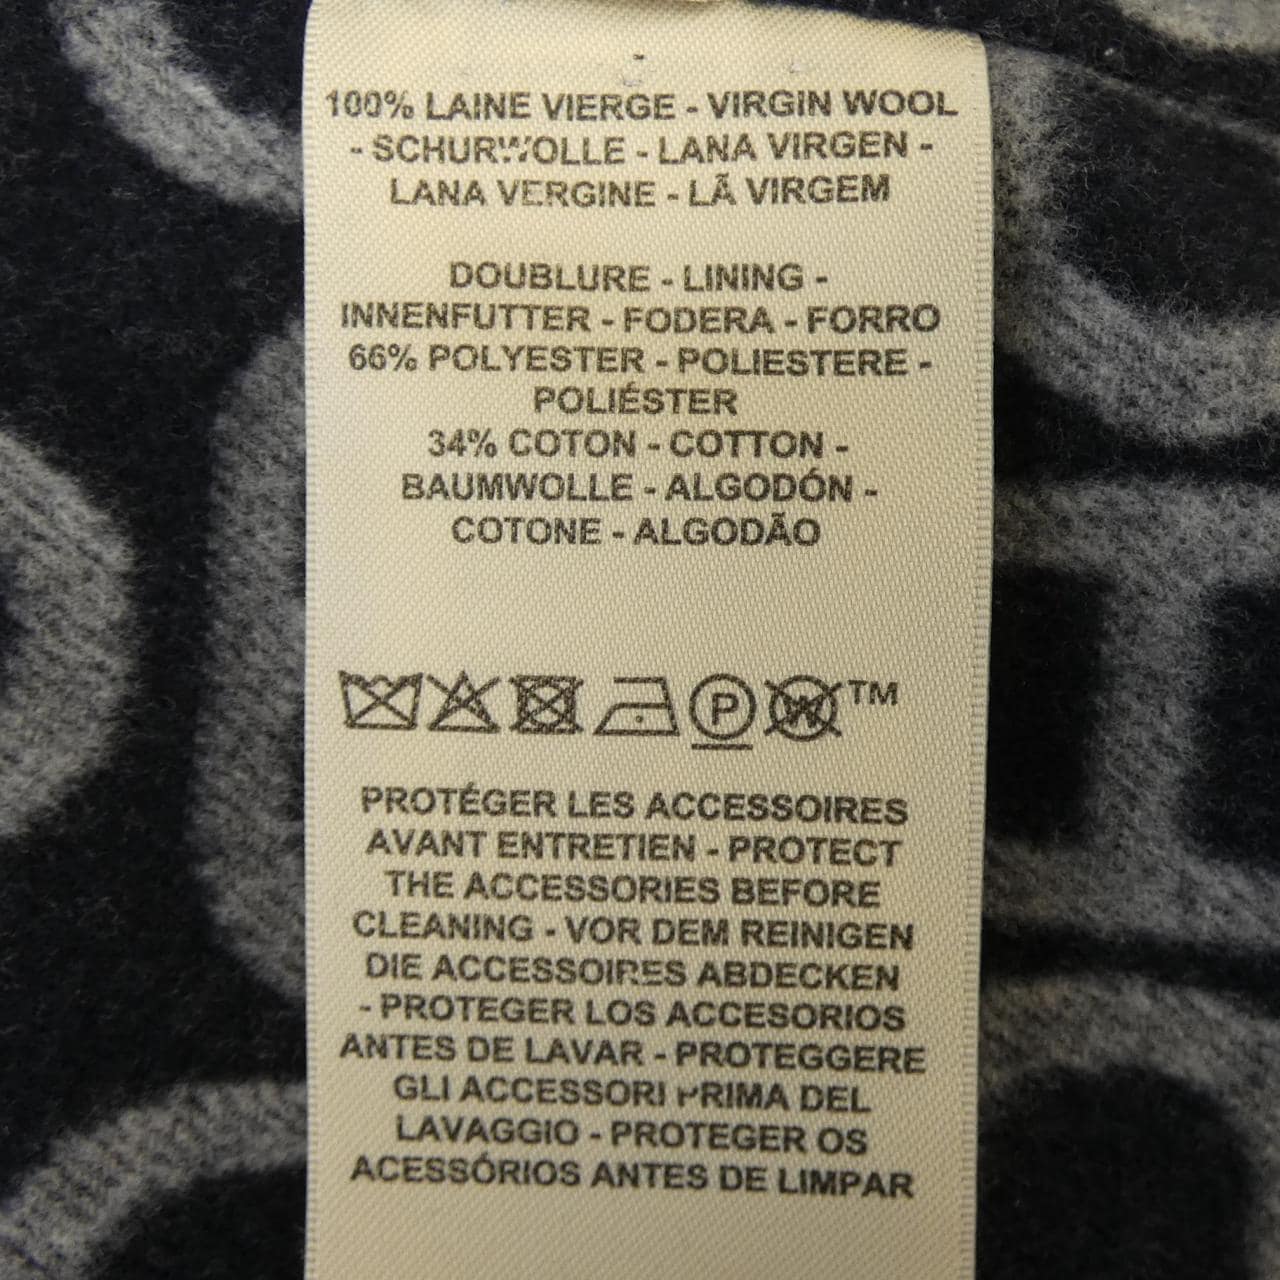 100% LAINE VIERGE - VIRGIN WOOL
- SCHURWOLLE - LANA VIRGEN -
LANA VERGINE - LÃ VIRGEM
DOUBLURE - LINING -
INNENFUTTER - FODERA - FORRO
66% POLYESTER - POLIESTERE -
POLIÉSTER
34% COTON - COTTON -
BAUMWOLLE - ALGODÓN -
COTONE - ALGODÃO
P W TM
PROTÉGER LES ACCESSOIRES
AVANT ENTRETIEN - PROTECT
THE ACCESSORIES BEFORE
CLEANING - VOR DEM REINIGEN
DIE ACCESSOIRES ABDECKEN
- PROTEGER LOS ACCESORIOS
ANTES DE LAVAR - PROTEGGERE
GLI ACCESSORI PRIMA DEL
LAVAGGIO - PROTEGER OS
ACESSÓRIOS ANTES DE LIMPAR